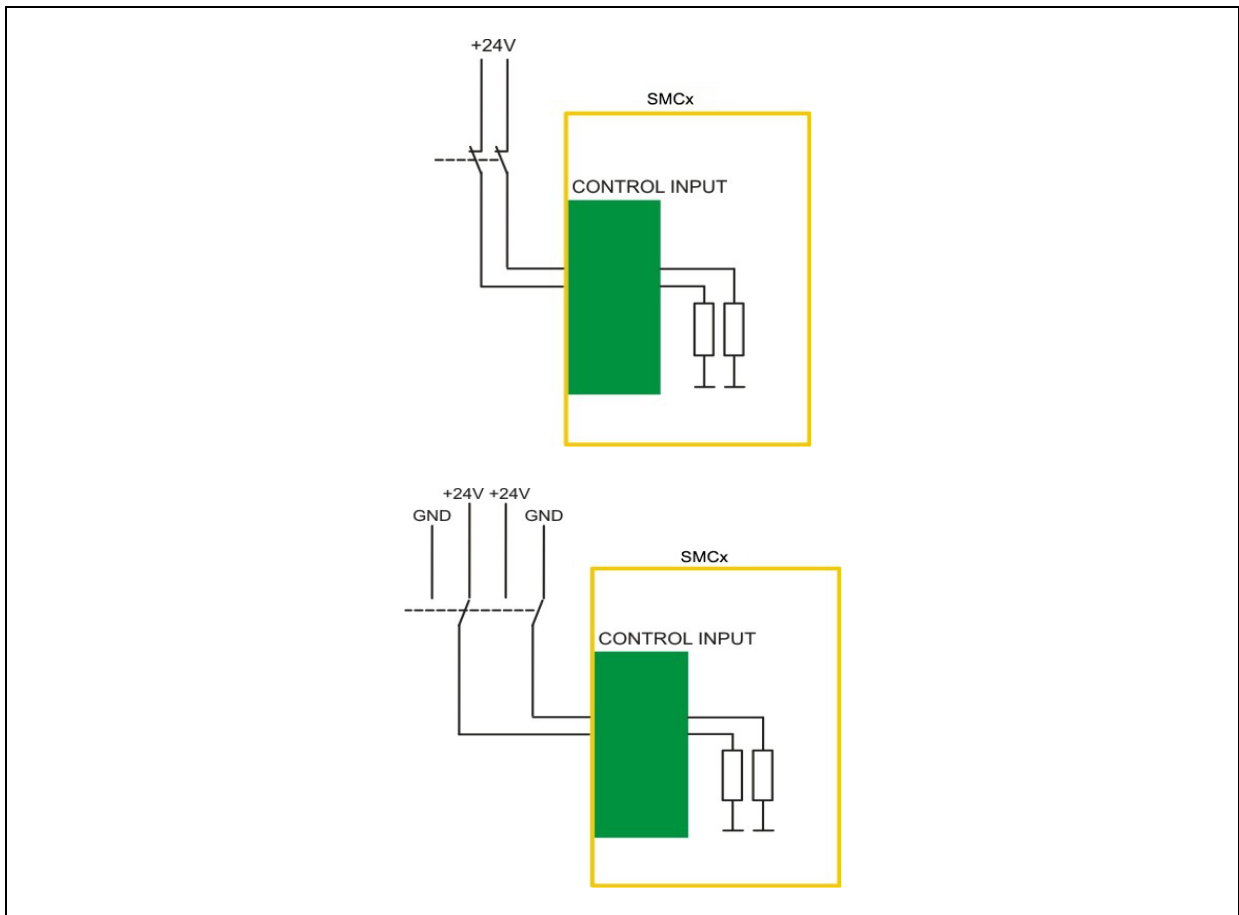 +24V
SMCx
CONTROL INPUT
+24V +24V
GND GND
SMCx
CONTROL INPUT